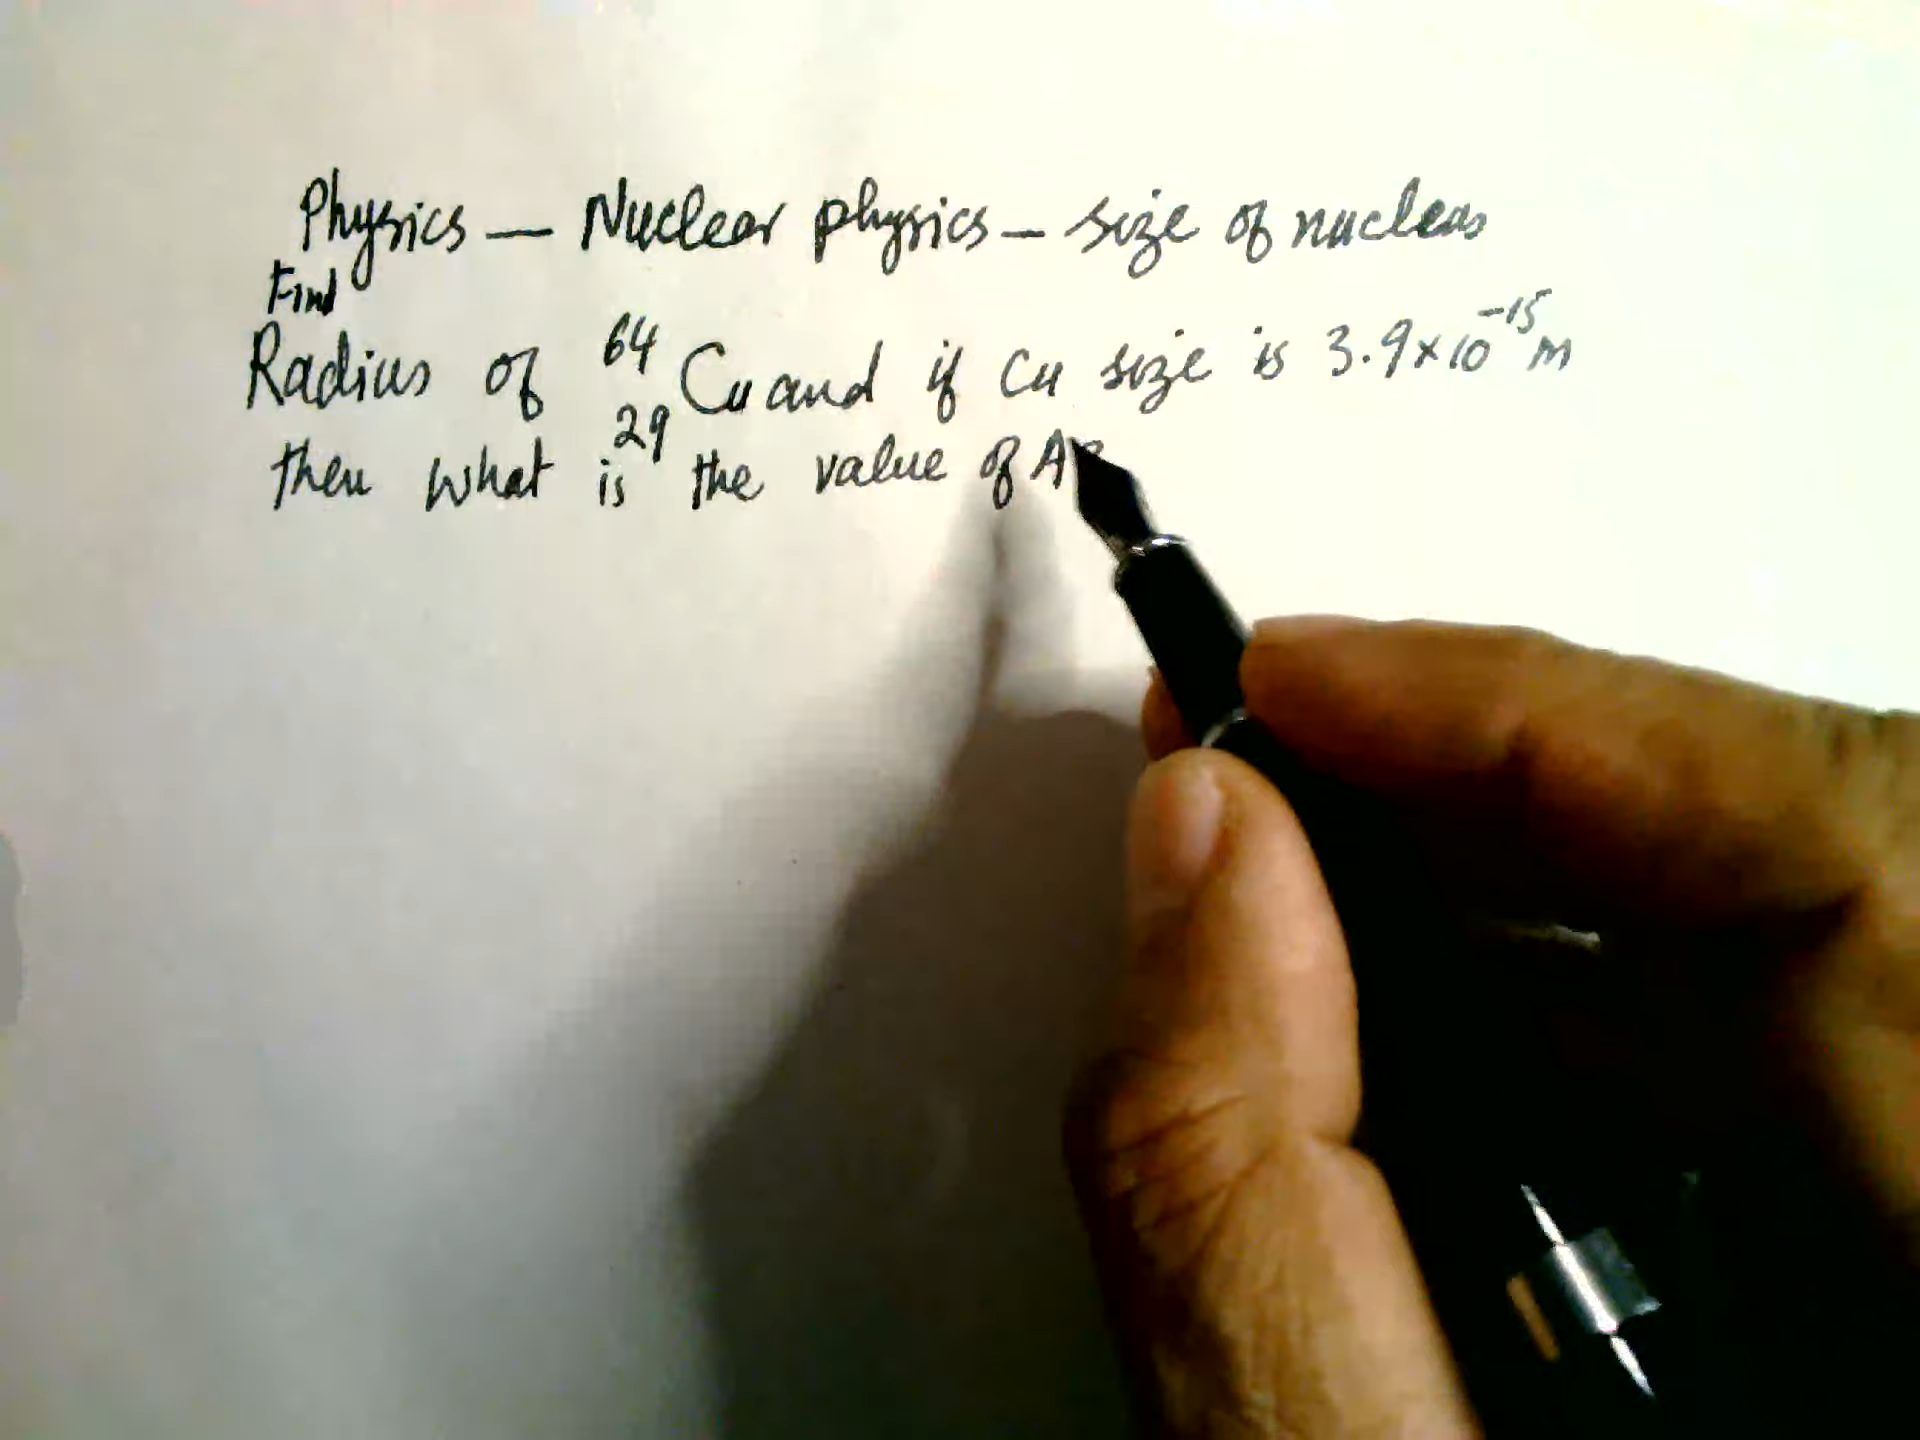 Physics — Nuclear physics — size of nucleus
Find
Radius of 64 29 Cu and if Cu size is 3.9×10⁻¹⁵m
then what is the value of A?